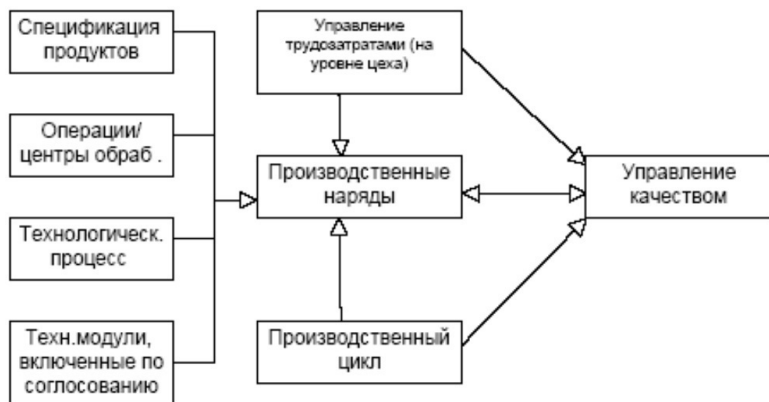 Спецификация
продуктов
Управление
трудозатратами (на
уровне цеха)
Операции/
центры обраб .
Производственные
наряды
Управление
качеством
Технологическ.
процесс
Техн.модули,
включенные по
соглосованию
Производственный
цикл